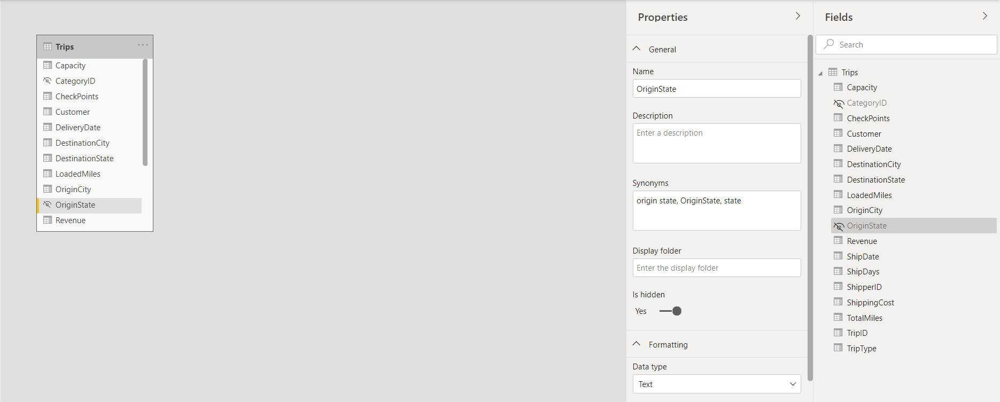 Trips
...
Capacity
CategoryID
CheckPoints
Customer
DeliveryDate
DestinationCity
DestinationState
LoadedMiles
OriginCity
OriginState
Revenue
Properties
General
Name
OriginState
Description
Enter a description
Synonyms
origin state, OriginState, state
Display folder
Enter the display folder
Is hidden
Yes
Formatting
Data type
Text
Fields
Search
Trips
Capacity
CategoryID
CheckPoints
Customer
DeliveryDate
DestinationCity
DestinationState
LoadedMiles
OriginCity
OriginState
Revenue
ShipDate
ShipDays
ShipperID
ShippingCost
TotalMiles
TripID
TripType